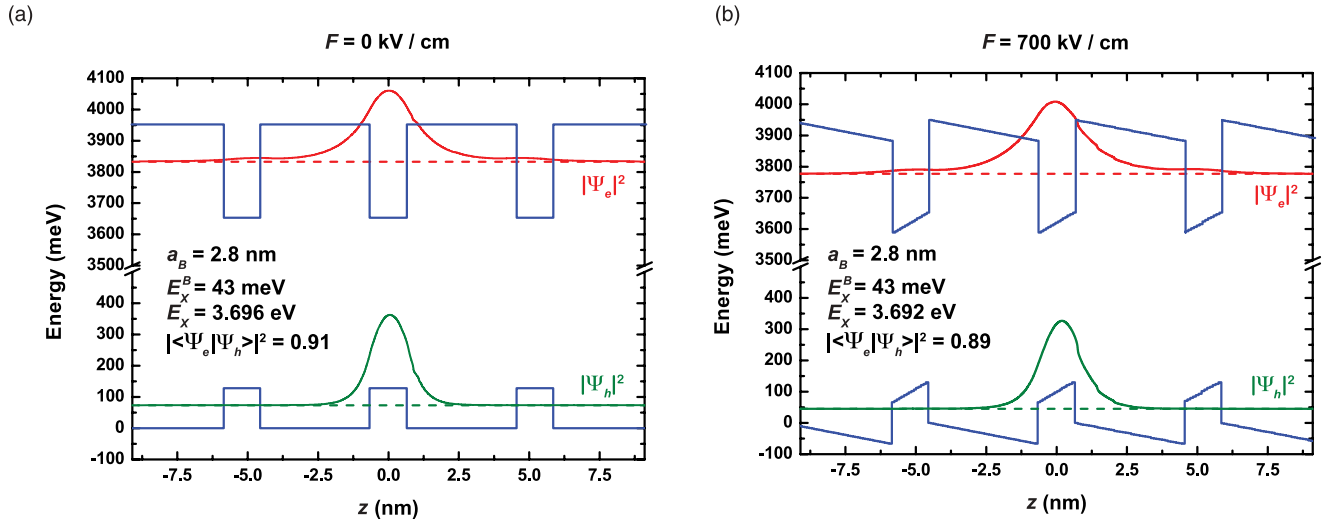 (a)
F = 0 kV / cm
4100
4000
3900
3800
3700
3600
3500
400
300
200
100
0
-100
Energy (meV)
|Ψe|²
aB = 2.8 nm
EXB = 43 meV
EX = 3.696 eV
|<Ψe|Ψh>|² = 0.91
|Ψh|²
-7.5 -5.0 -2.5 0.0 2.5 5.0 7.5
z (nm)
(b)
F = 700 kV / cm
4100
4000
3900
3800
3700
3600
3500
400
300
200
100
0
-100
Energy (meV)
|Ψe|²
aB = 2.8 nm
EXB = 43 meV
EX = 3.692 eV
|<Ψe|Ψh>|² = 0.89
|Ψh|²
-7.5 -5.0 -2.5 0.0 2.5 5.0 7.5
z (nm)